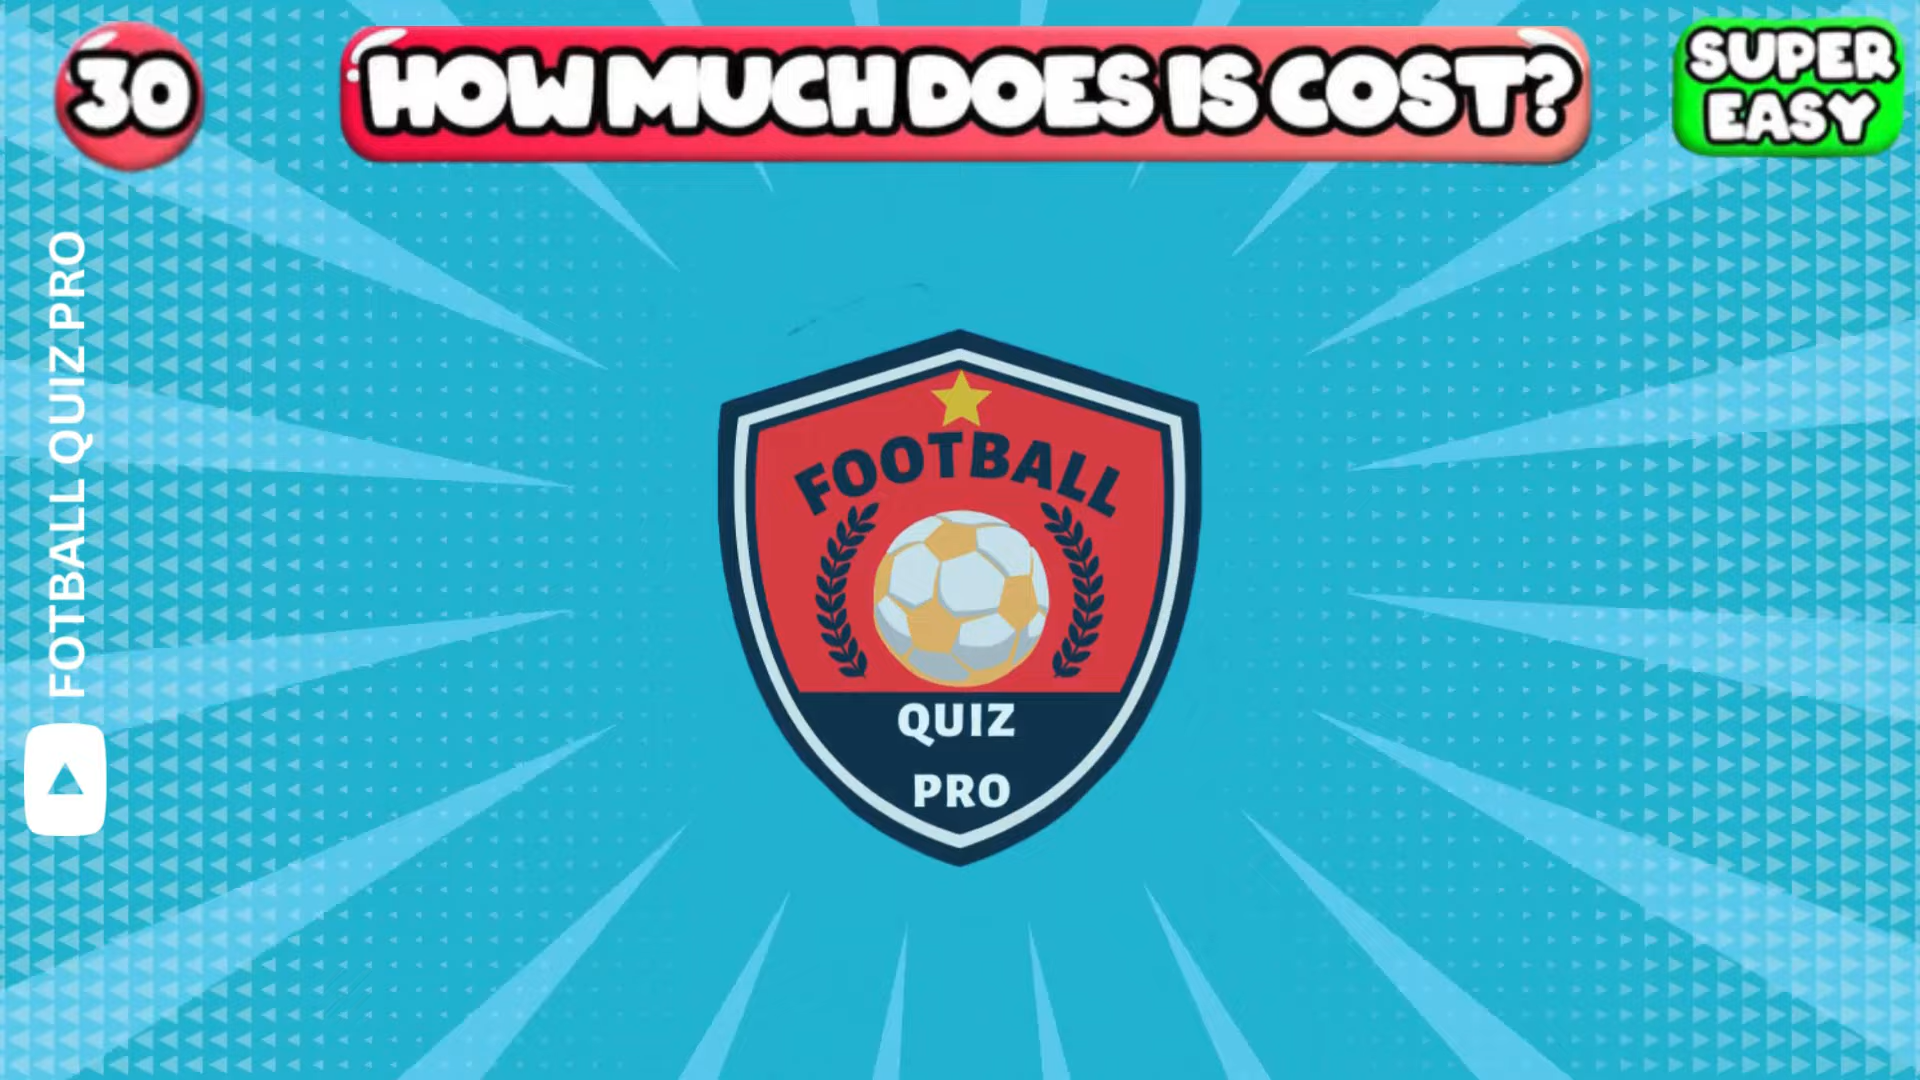 30
HOW MUCH DOES IS COST?
SUPER
EASY
FOTBALL QUIZ PRO
FOOTBALL
QUIZ
PRO